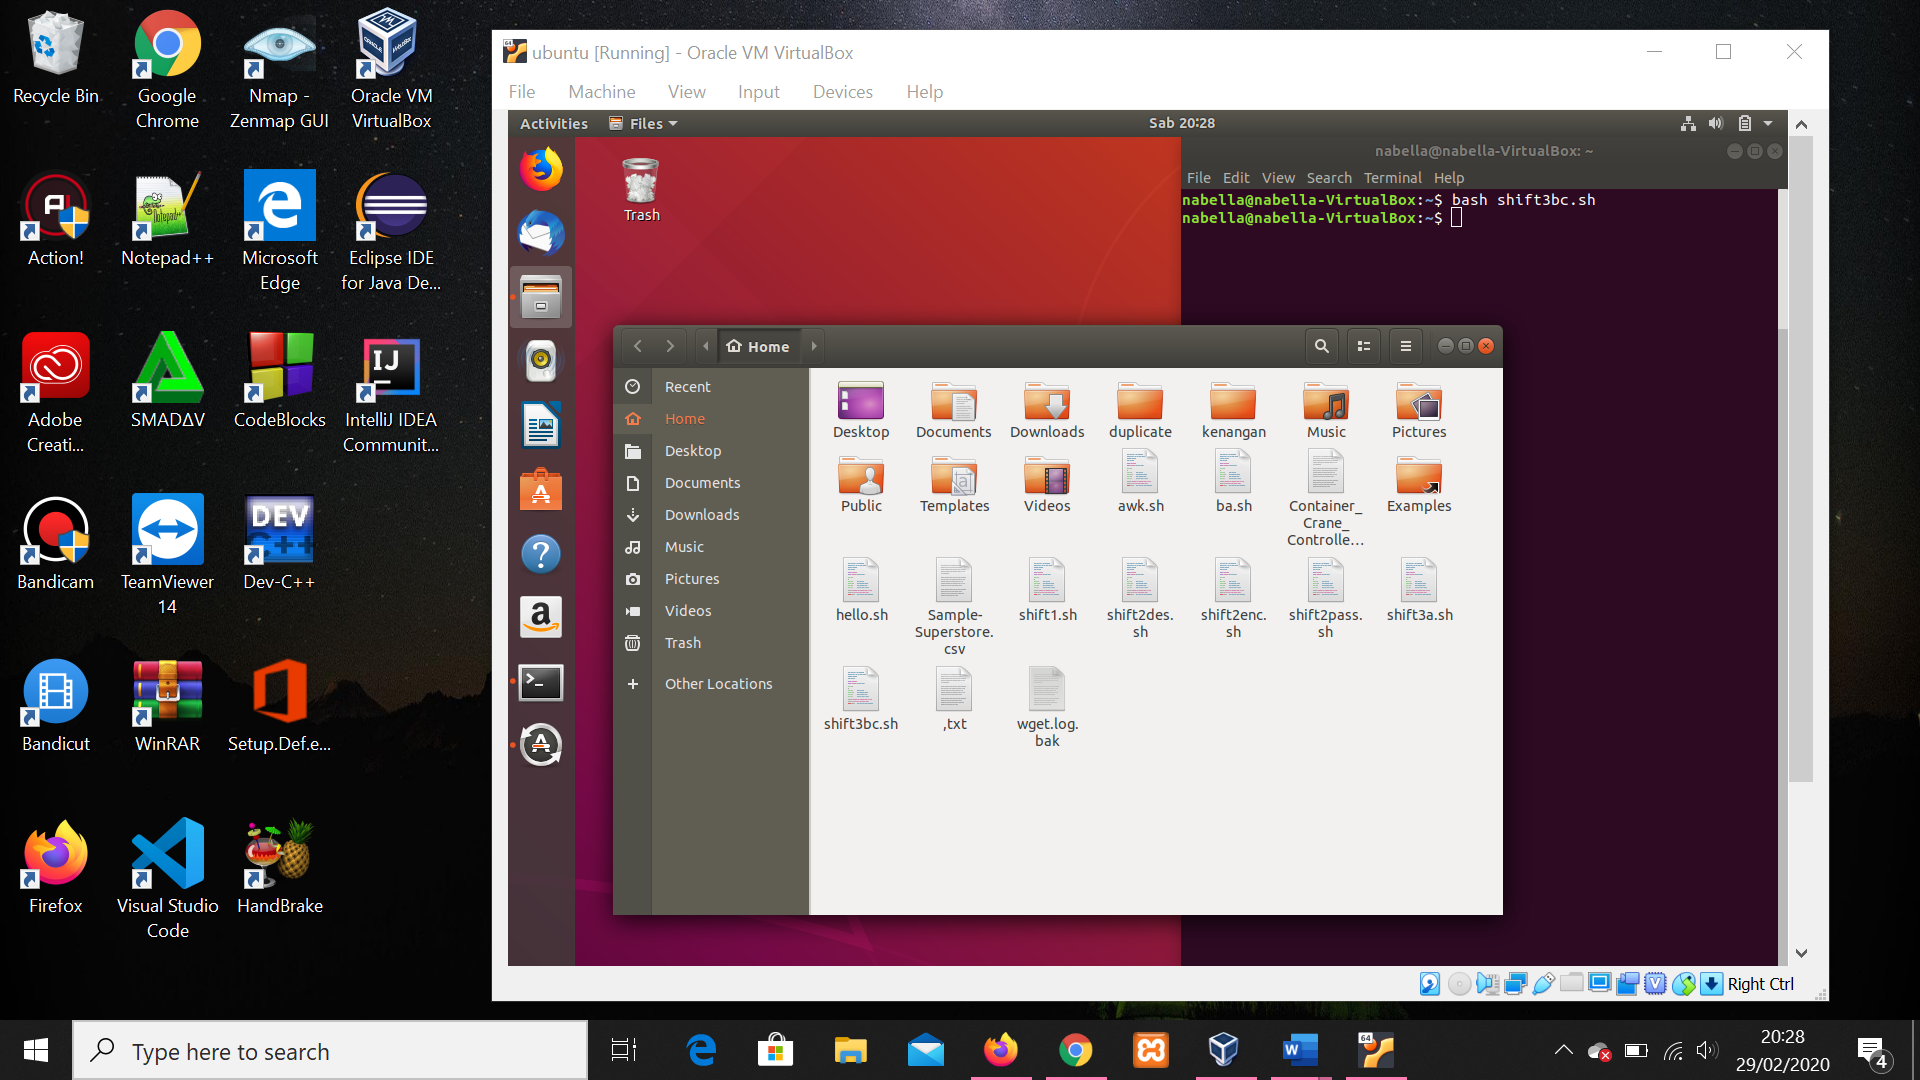 Recycle Bin
Google
Chrome
Nmap -
Zenmap GUI
Oracle VM
VirtualBox
Action!
Notepad++
Microsoft
Edge
Eclipse IDE
for Java De...
Adobe
Creati...
SMADAV
CodeBlocks
IntelliJ IDEA
Communit...
Bandicam
TeamViewer
14
Dev-C++
Bandicut
WinRAR
Setup.Def.e...
Firefox
Visual Studio
Code
HandBrake
ubuntu [Running] - Oracle VM VirtualBox
File Machine View Input Devices Help
Activities Files Sab 20:28
Trash
nabella@nabella-VirtualBox: ~
File Edit View Search Terminal Help
nabella@nabella-VirtualBox:~$ bash shift3bc.sh
nabella@nabella-VirtualBox:~$
Home
Recent
Home
Desktop
Documents
Downloads
Music
Pictures
Videos
Trash
Other Locations
Desktop Documents Downloads duplicate kenangan Music Pictures
Public Templates Videos awk.sh ba.sh
Container_
Crane_
Controlle...
Examples
hello.sh
Sample-
Superstore.
csv
shift1.sh
shift2des.
sh
shift2enc.
sh
shift2pass.
sh
shift3a.sh
shift3bc.sh
,txt
wget.log.
bak
Right Ctrl
Type here to search
20:28
29/02/2020
4